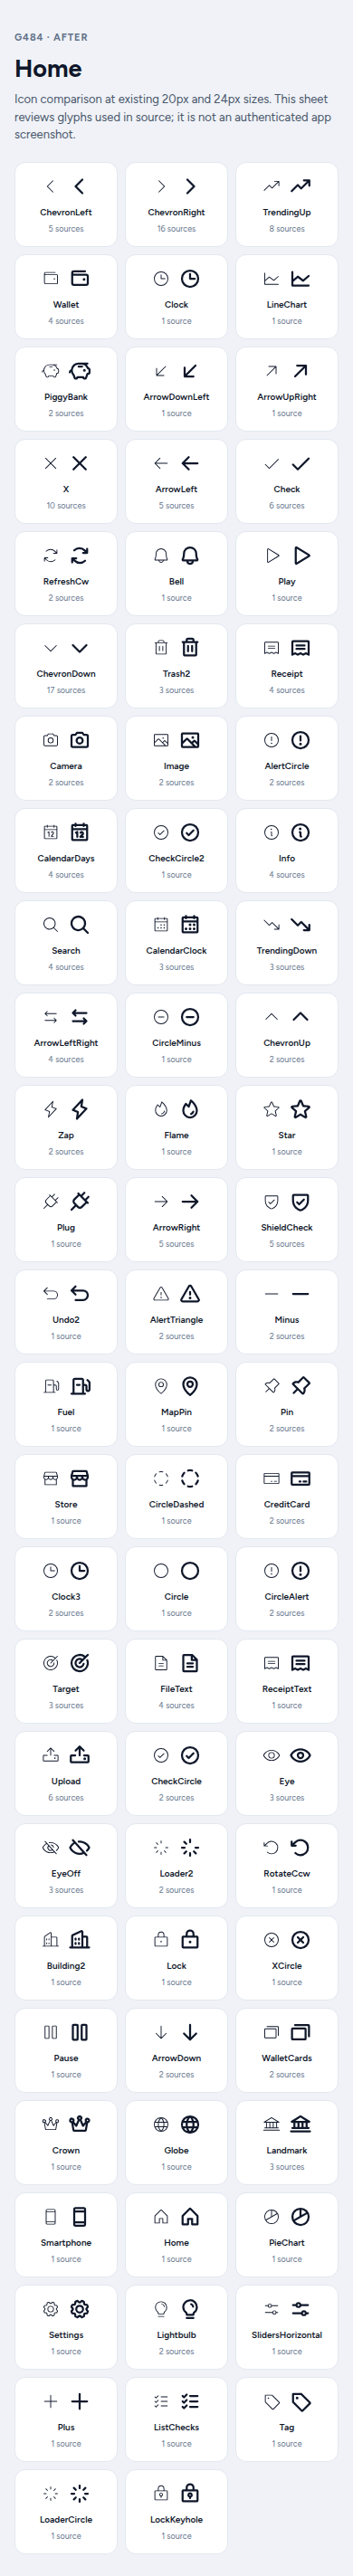 G484 · AFTER
Home
Icon comparison at existing 20px and 24px sizes. This sheet
reviews glyphs used in source; it is not an authenticated app
screenshot.
ChevronLeft
5 sources
ChevronRight
16 sources
TrendingUp
8 sources
Wallet
4 sources
Clock
1 source
LineChart
1 source
PiggyBank
2 sources
ArrowDownLeft
1 source
ArrowUpRight
1 source
X
10 sources
ArrowLeft
5 sources
Check
6 sources
RefreshCw
2 sources
Bell
1 source
Play
1 source
ChevronDown
17 sources
Trash2
3 sources
Receipt
4 sources
Camera
2 sources
Image
2 sources
AlertCircle
2 sources
CalendarDays
4 sources
CheckCircle2
1 source
Info
4 sources
Search
4 sources
CalendarClock
3 sources
TrendingDown
3 sources
ArrowLeftRight
4 sources
CircleMinus
1 source
ChevronUp
2 sources
Zap
2 sources
Flame
1 source
Star
1 source
Plug
1 source
ArrowRight
5 sources
ShieldCheck
5 sources
Undo2
1 source
AlertTriangle
2 sources
Minus
2 sources
Fuel
1 source
MapPin
1 source
Pin
2 sources
Store
1 source
CircleDashed
1 source
CreditCard
2 sources
Clock3
2 sources
Circle
1 source
CircleAlert
2 sources
Target
3 sources
FileText
4 sources
ReceiptText
1 source
Upload
6 sources
CheckCircle
2 sources
Eye
3 sources
EyeOff
3 sources
Loader2
2 sources
RotateCcw
1 source
Building2
1 source
Lock
1 source
XCircle
1 source
Pause
1 source
ArrowDown
2 sources
WalletCards
2 sources
Crown
1 source
Globe
1 source
Landmark
3 sources
Smartphone
1 source
Home
1 source
PieChart
1 source
Settings
1 source
Lightbulb
2 sources
SlidersHorizontal
1 source
Plus
1 source
ListChecks
1 source
Tag
1 source
LoaderCircle
1 source
LockKeyhole
1 source